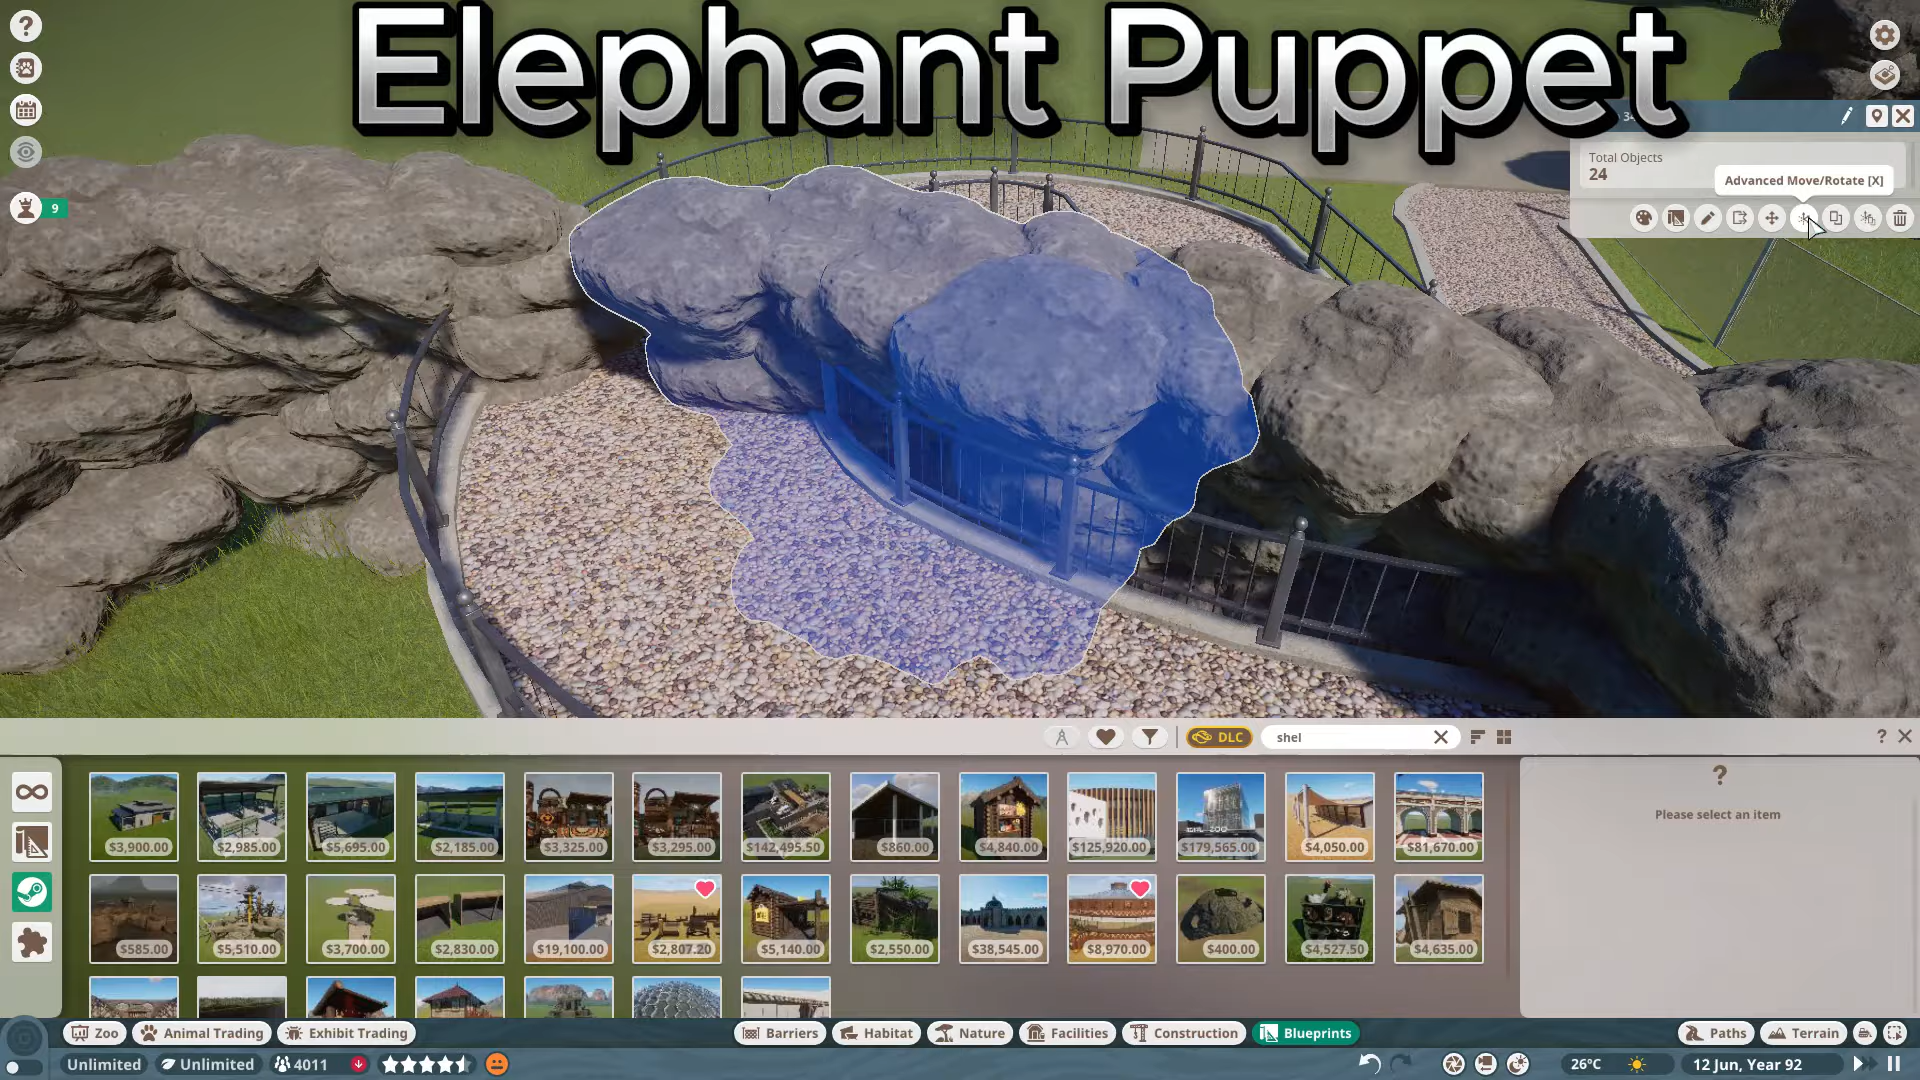 Elephant Puppet
34
Total Objects
24
Advanced Move/Rotate [X]
9
DLC
shel
Please select an item
$3,900.00
$2,985.00
$5,695.00
$2,185.00
$3,325.00
$3,295.00
$142,495.50
$860.00
$4,840.00
$125,920.00
$179,565.00
$4,050.00
$81,670.00
$585.00
$5,510.00
$3,700.00
$2,830.00
$19,100.00
$2,807.20
$5,140.00
$2,550.00
$38,545.00
$8,970.00
$400.00
$4,527.50
$4,635.00
Zoo
Animal Trading
Exhibit Trading
Barriers
Habitat
Nature
Facilities
Construction
Blueprints
Paths
Terrain
Unlimited
Unlimited
4011
26°C
12 Jun, Year 92